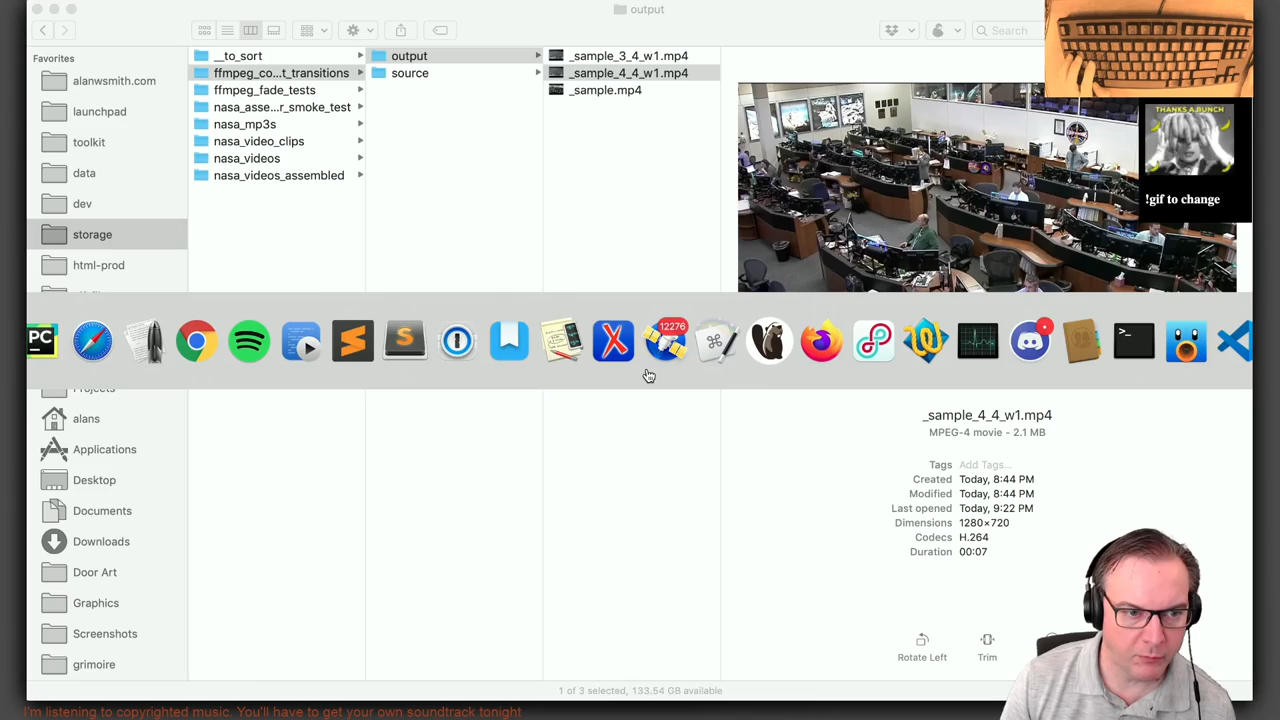 output
Search
Favorites
alanwsmith.com
launchpad
toolkit
data
dev
storage
html-prod
alans
Applications
Desktop
Documents
Downloads
Door Art
Graphics
Screenshots
grimoire
__to_sort
ffmpeg_co...t_transitions
ffmpeg_fade_tests
nasa_asse...r_smoke_test
nasa_mp3s
nasa_video_clips
nasa_videos
nasa_videos_assembled
output
source
_sample_3_4_w1.mp4
_sample_4_4_w1.mp4
_sample.mp4
THANKS A BUNCH
!gif to change
PC
12276
_sample_4_4_w1.mp4
MPEG-4 movie - 2.1 MB
Tags Add Tags...
Created Today, 8:44 PM
Modified Today, 8:44 PM
Last opened Today, 9:22 PM
Dimensions 1280×720
Codecs H.264
Duration 00:07
Rotate Left
Trim
1 of 3 selected, 133.54 GB available
I'm listening to copyrighted music. You'll have to get your own soundtrack tonight